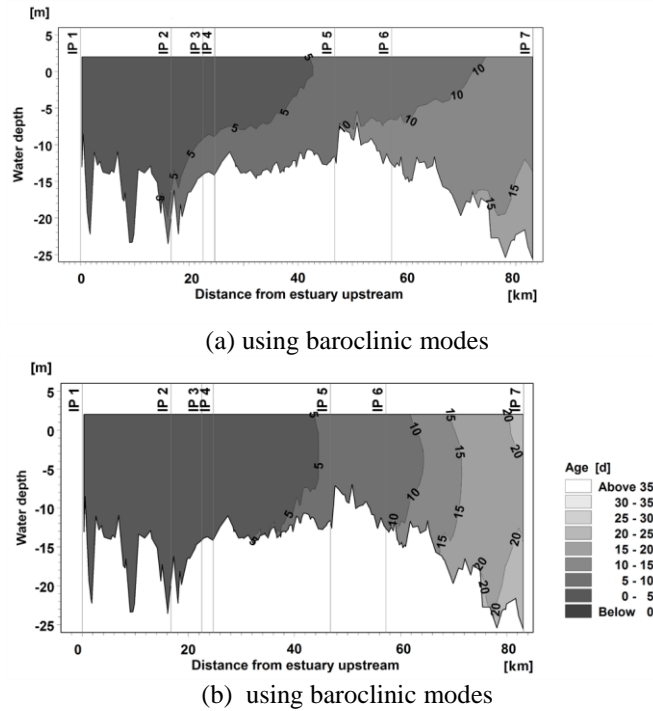 [m]
5
0
-5
-10
-15
-20
-25
Water depth
IP 1
IP 2
IP 3
IP 4
IP 5
IP 6
IP 7
5
5
5
5
10
10
10
10
15
15
0 20 40 60 80
Distance from estuary upstream [km]
(a) using baroclinic modes
[m]
5
0
-5
-10
-15
-20
-25
Water depth
IP 1
IP 2
IP 3
IP 4
IP 5
IP 6
IP 7
5
5
5
5
10
10
10
15
15
15
20
20
20
20
20
20
0 20 40 60 80
Distance from estuary upstream [km]
(b) using baroclinic modes
Age [d]
Above 35
30 - 35
25 - 30
20 - 25
15 - 20
10 - 15
5 - 10
0 - 5
Below 0